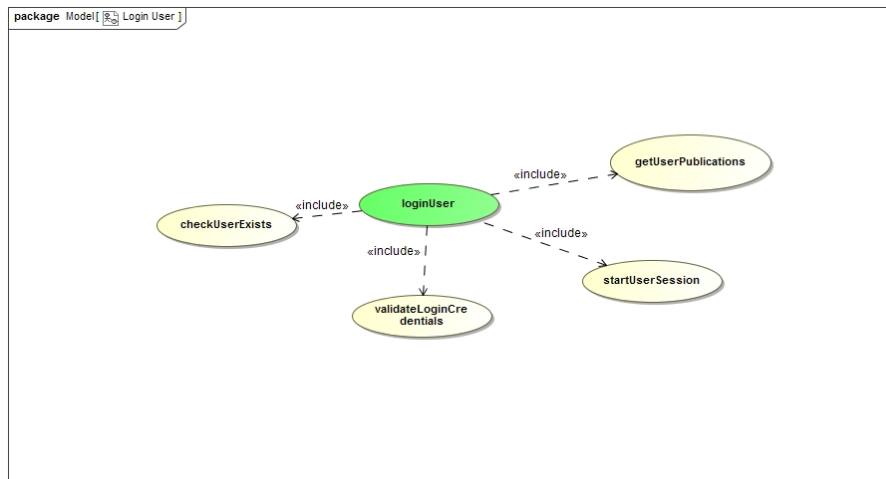 package Model[ Login User ]
getUserPublications
«include»
loginUser
«include»
checkUserExists
«include»
«include»
startUserSession
validateLoginCre
dentials